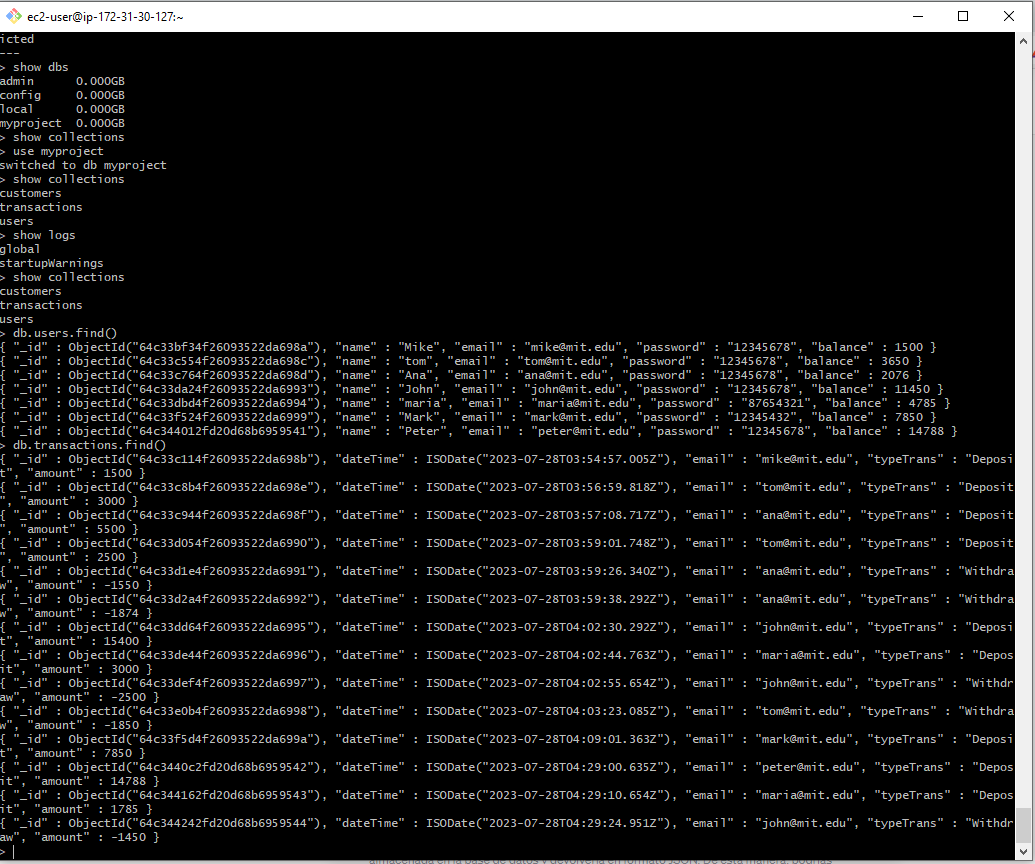 ec2-user@ip-172-31-30-127:~
icted
---
> show dbs
admin      0.000GB
config     0.000GB
local      0.000GB
myproject  0.000GB
> show collections
> use myproject
switched to db myproject
> show collections
customers
transactions
users
> show logs
global
startupWarnings
> show collections
customers
transactions
users
> db.users.find()
{ "_id" : ObjectId("64c33bf34f26093522da698a"), "name" : "Mike", "email" : "mike@mit.edu", "password" : "12345678", "balance" : 1500 }
{ "_id" : ObjectId("64c33c554f26093522da698c"), "name" : "tom", "email" : "tom@mit.edu", "password" : "12345678", "balance" : 3650 }
{ "_id" : ObjectId("64c33c764f26093522da698d"), "name" : "Ana", "email" : "ana@mit.edu", "password" : "12345678", "balance" : 2076 }
{ "_id" : ObjectId("64c33da24f26093522da6993"), "name" : "John", "email" : "john@mit.edu", "password" : "12345678", "balance" : 11450 }
{ "_id" : ObjectId("64c33dbd4f26093522da6994"), "name" : "maria", "email" : "maria@mit.edu", "password" : "87654321", "balance" : 4785 }
{ "_id" : ObjectId("64c33f524f26093522da6999"), "name" : "Mark", "email" : "mark@mit.edu", "password" : "12345432", "balance" : 7850 }
{ "_id" : ObjectId("64c344012fd20d68b6959541"), "name" : "Peter", "email" : "peter@mit.edu", "password" : "12345678", "balance" : 14788 }
> db.transactions.find()
{ "_id" : ObjectId("64c33c114f26093522da698b"), "dateTime" : ISODate("2023-07-28T03:54:57.005Z"), "email" : "mike@mit.edu", "typeTrans" : "Deposi
t", "amount" : 1500 }
{ "_id" : ObjectId("64c33c8b4f26093522da698e"), "dateTime" : ISODate("2023-07-28T03:56:59.818Z"), "email" : "tom@mit.edu", "typeTrans" : "Deposit
", "amount" : 3000 }
{ "_id" : ObjectId("64c33c944f26093522da698f"), "dateTime" : ISODate("2023-07-28T03:57:08.717Z"), "email" : "ana@mit.edu", "typeTrans" : "Deposit
", "amount" : 5500 }
{ "_id" : ObjectId("64c33d054f26093522da6990"), "dateTime" : ISODate("2023-07-28T03:59:01.748Z"), "email" : "tom@mit.edu", "typeTrans" : "Deposit
", "amount" : 2500 }
{ "_id" : ObjectId("64c33d1e4f26093522da6991"), "dateTime" : ISODate("2023-07-28T03:59:26.340Z"), "email" : "ana@mit.edu", "typeTrans" : "Withdra
w", "amount" : -1550 }
{ "_id" : ObjectId("64c33d2a4f26093522da6992"), "dateTime" : ISODate("2023-07-28T03:59:38.292Z"), "email" : "ana@mit.edu", "typeTrans" : "Withdra
w", "amount" : -1874 }
{ "_id" : ObjectId("64c33dd64f26093522da6995"), "dateTime" : ISODate("2023-07-28T04:02:30.292Z"), "email" : "john@mit.edu", "typeTrans" : "Deposi
t", "amount" : 15400 }
{ "_id" : ObjectId("64c33de44f26093522da6996"), "dateTime" : ISODate("2023-07-28T04:02:44.763Z"), "email" : "maria@mit.edu", "typeTrans" : "Depos
it", "amount" : 3000 }
{ "_id" : ObjectId("64c33def4f26093522da6997"), "dateTime" : ISODate("2023-07-28T04:02:55.654Z"), "email" : "john@mit.edu", "typeTrans" : "Withdr
aw", "amount" : -2500 }
{ "_id" : ObjectId("64c33e0b4f26093522da6998"), "dateTime" : ISODate("2023-07-28T04:03:23.085Z"), "email" : "tom@mit.edu", "typeTrans" : "Withdra
w", "amount" : -1850 }
{ "_id" : ObjectId("64c33f5d4f26093522da699a"), "dateTime" : ISODate("2023-07-28T04:09:01.363Z"), "email" : "mark@mit.edu", "typeTrans" : "Deposi
t", "amount" : 7850 }
{ "_id" : ObjectId("64c3440c2fd20d68b6959542"), "dateTime" : ISODate("2023-07-28T04:29:00.635Z"), "email" : "peter@mit.edu", "typeTrans" : "Depos
it", "amount" : 14788 }
{ "_id" : ObjectId("64c344162fd20d68b6959543"), "dateTime" : ISODate("2023-07-28T04:29:10.654Z"), "email" : "maria@mit.edu", "typeTrans" : "Depos
it", "amount" : 1785 }
{ "_id" : ObjectId("64c344242fd20d68b6959544"), "dateTime" : ISODate("2023-07-28T04:29:24.951Z"), "email" : "john@mit.edu", "typeTrans" : "Withdr
aw", "amount" : -1450 }
>
almacenada en la base de datos y devolverla en formato JSON. De esta manera, podrías